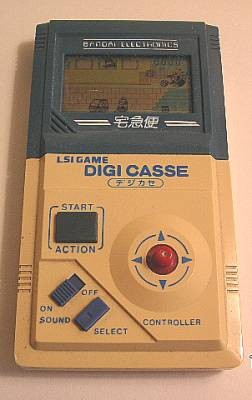 BANDAI ELECTRONICS
宅急便
LSI GAME
DIGI CASSE
デジカセ
START
ACTION
OFF
ON
SOUND
SELECT
CONTROLLER